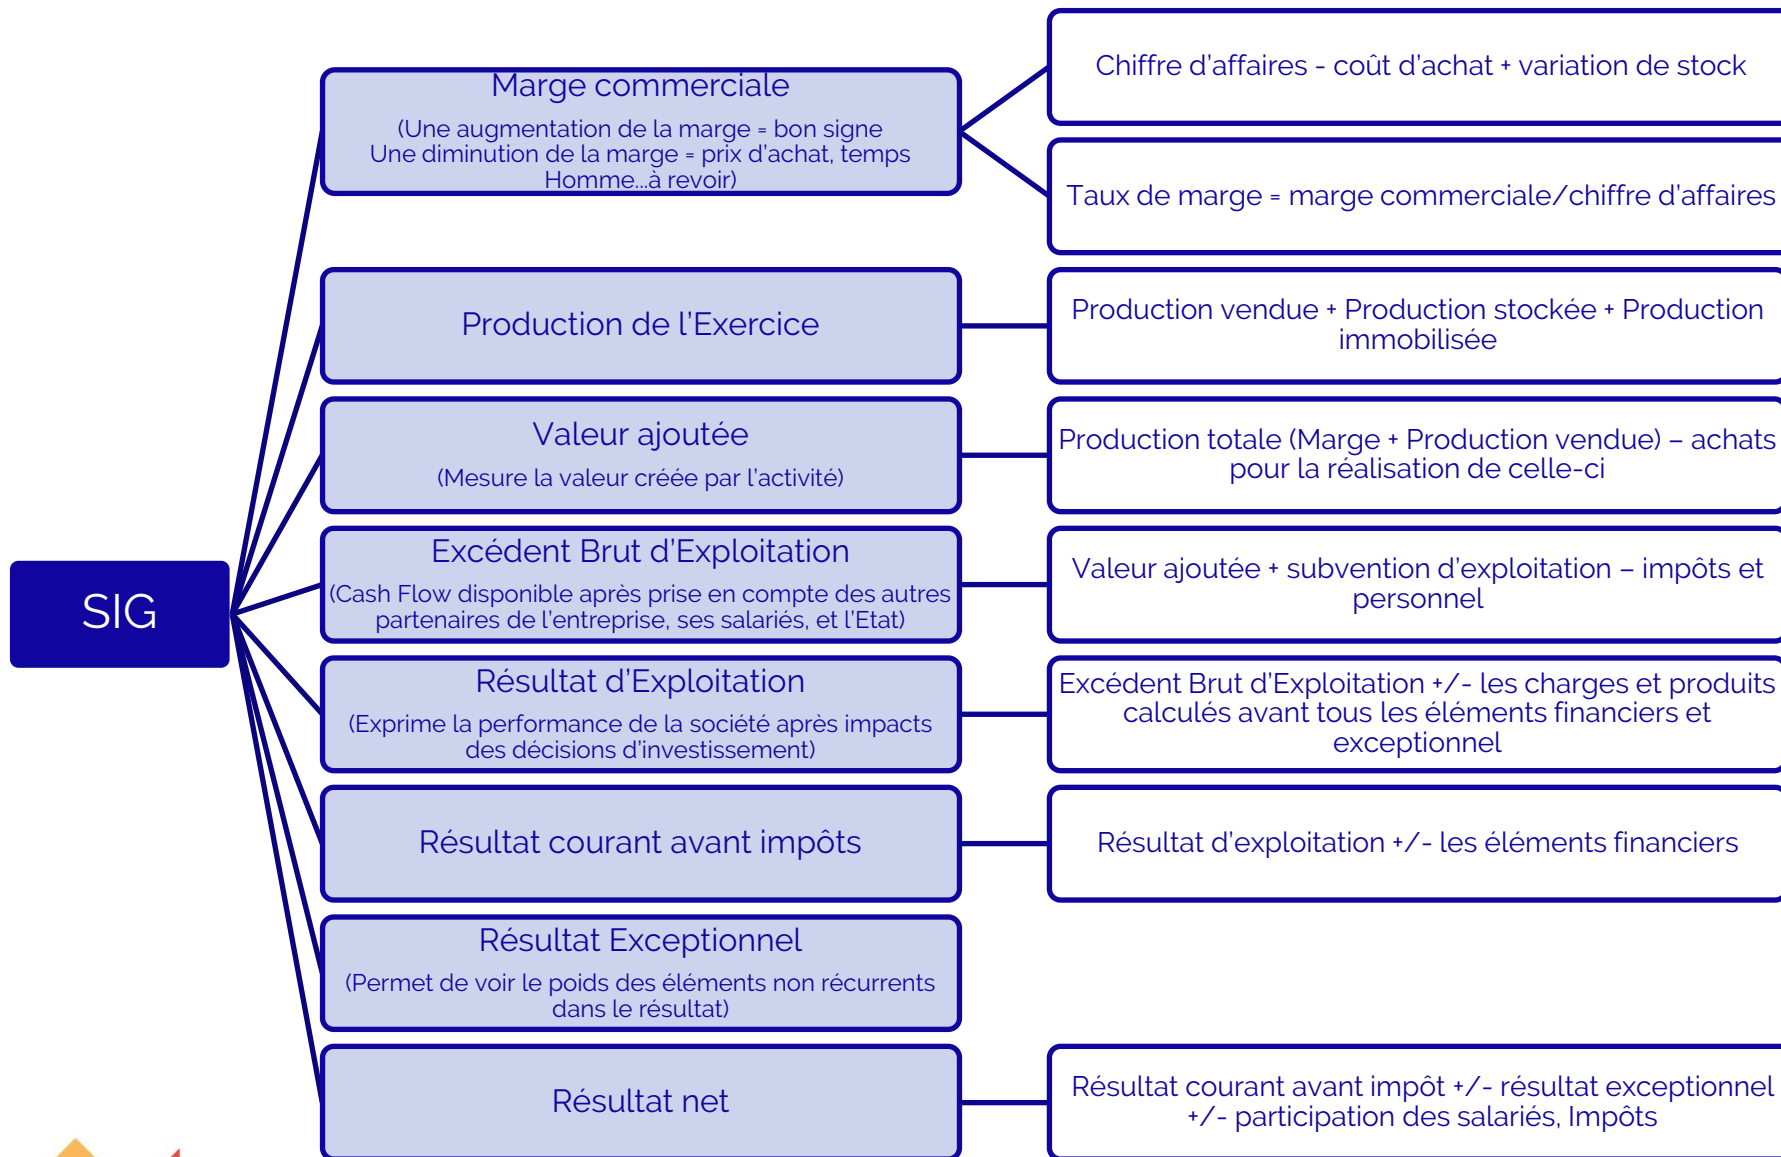 SIG
Marge commerciale
(Une augmentation de la marge = bon signe
Une diminution de la marge = prix d'achat, temps
Homme...à revoir)
Chiffre d'affaires - coût d'achat + variation de stock
Taux de marge = marge commerciale/chiffre d'affaires
Production de l'Exercice
Production vendue + Production stockée + Production
immobilisée
Valeur ajoutée
(Mesure la valeur créée par l'activité)
Production totale (Marge + Production vendue) – achats
pour la réalisation de celle-ci
Excédent Brut d'Exploitation
(Cash Flow disponible après prise en compte des autres
partenaires de l'entreprise, ses salariés, et l'Etat)
Valeur ajoutée + subvention d'exploitation – impôts et
personnel
Résultat d'Exploitation
(Exprime la performance de la société après impacts
des décisions d'investissement)
Excédent Brut d'Exploitation +/- les charges et produits
calculés avant tous les éléments financiers et
exceptionnel
Résultat courant avant impôts
Résultat d'exploitation +/- les éléments financiers
Résultat Exceptionnel
(Permet de voir le poids des éléments non récurrents
dans le résultat)
Résultat net
Résultat courant avant impôt +/- résultat exceptionnel
+/- participation des salariés, Impôts